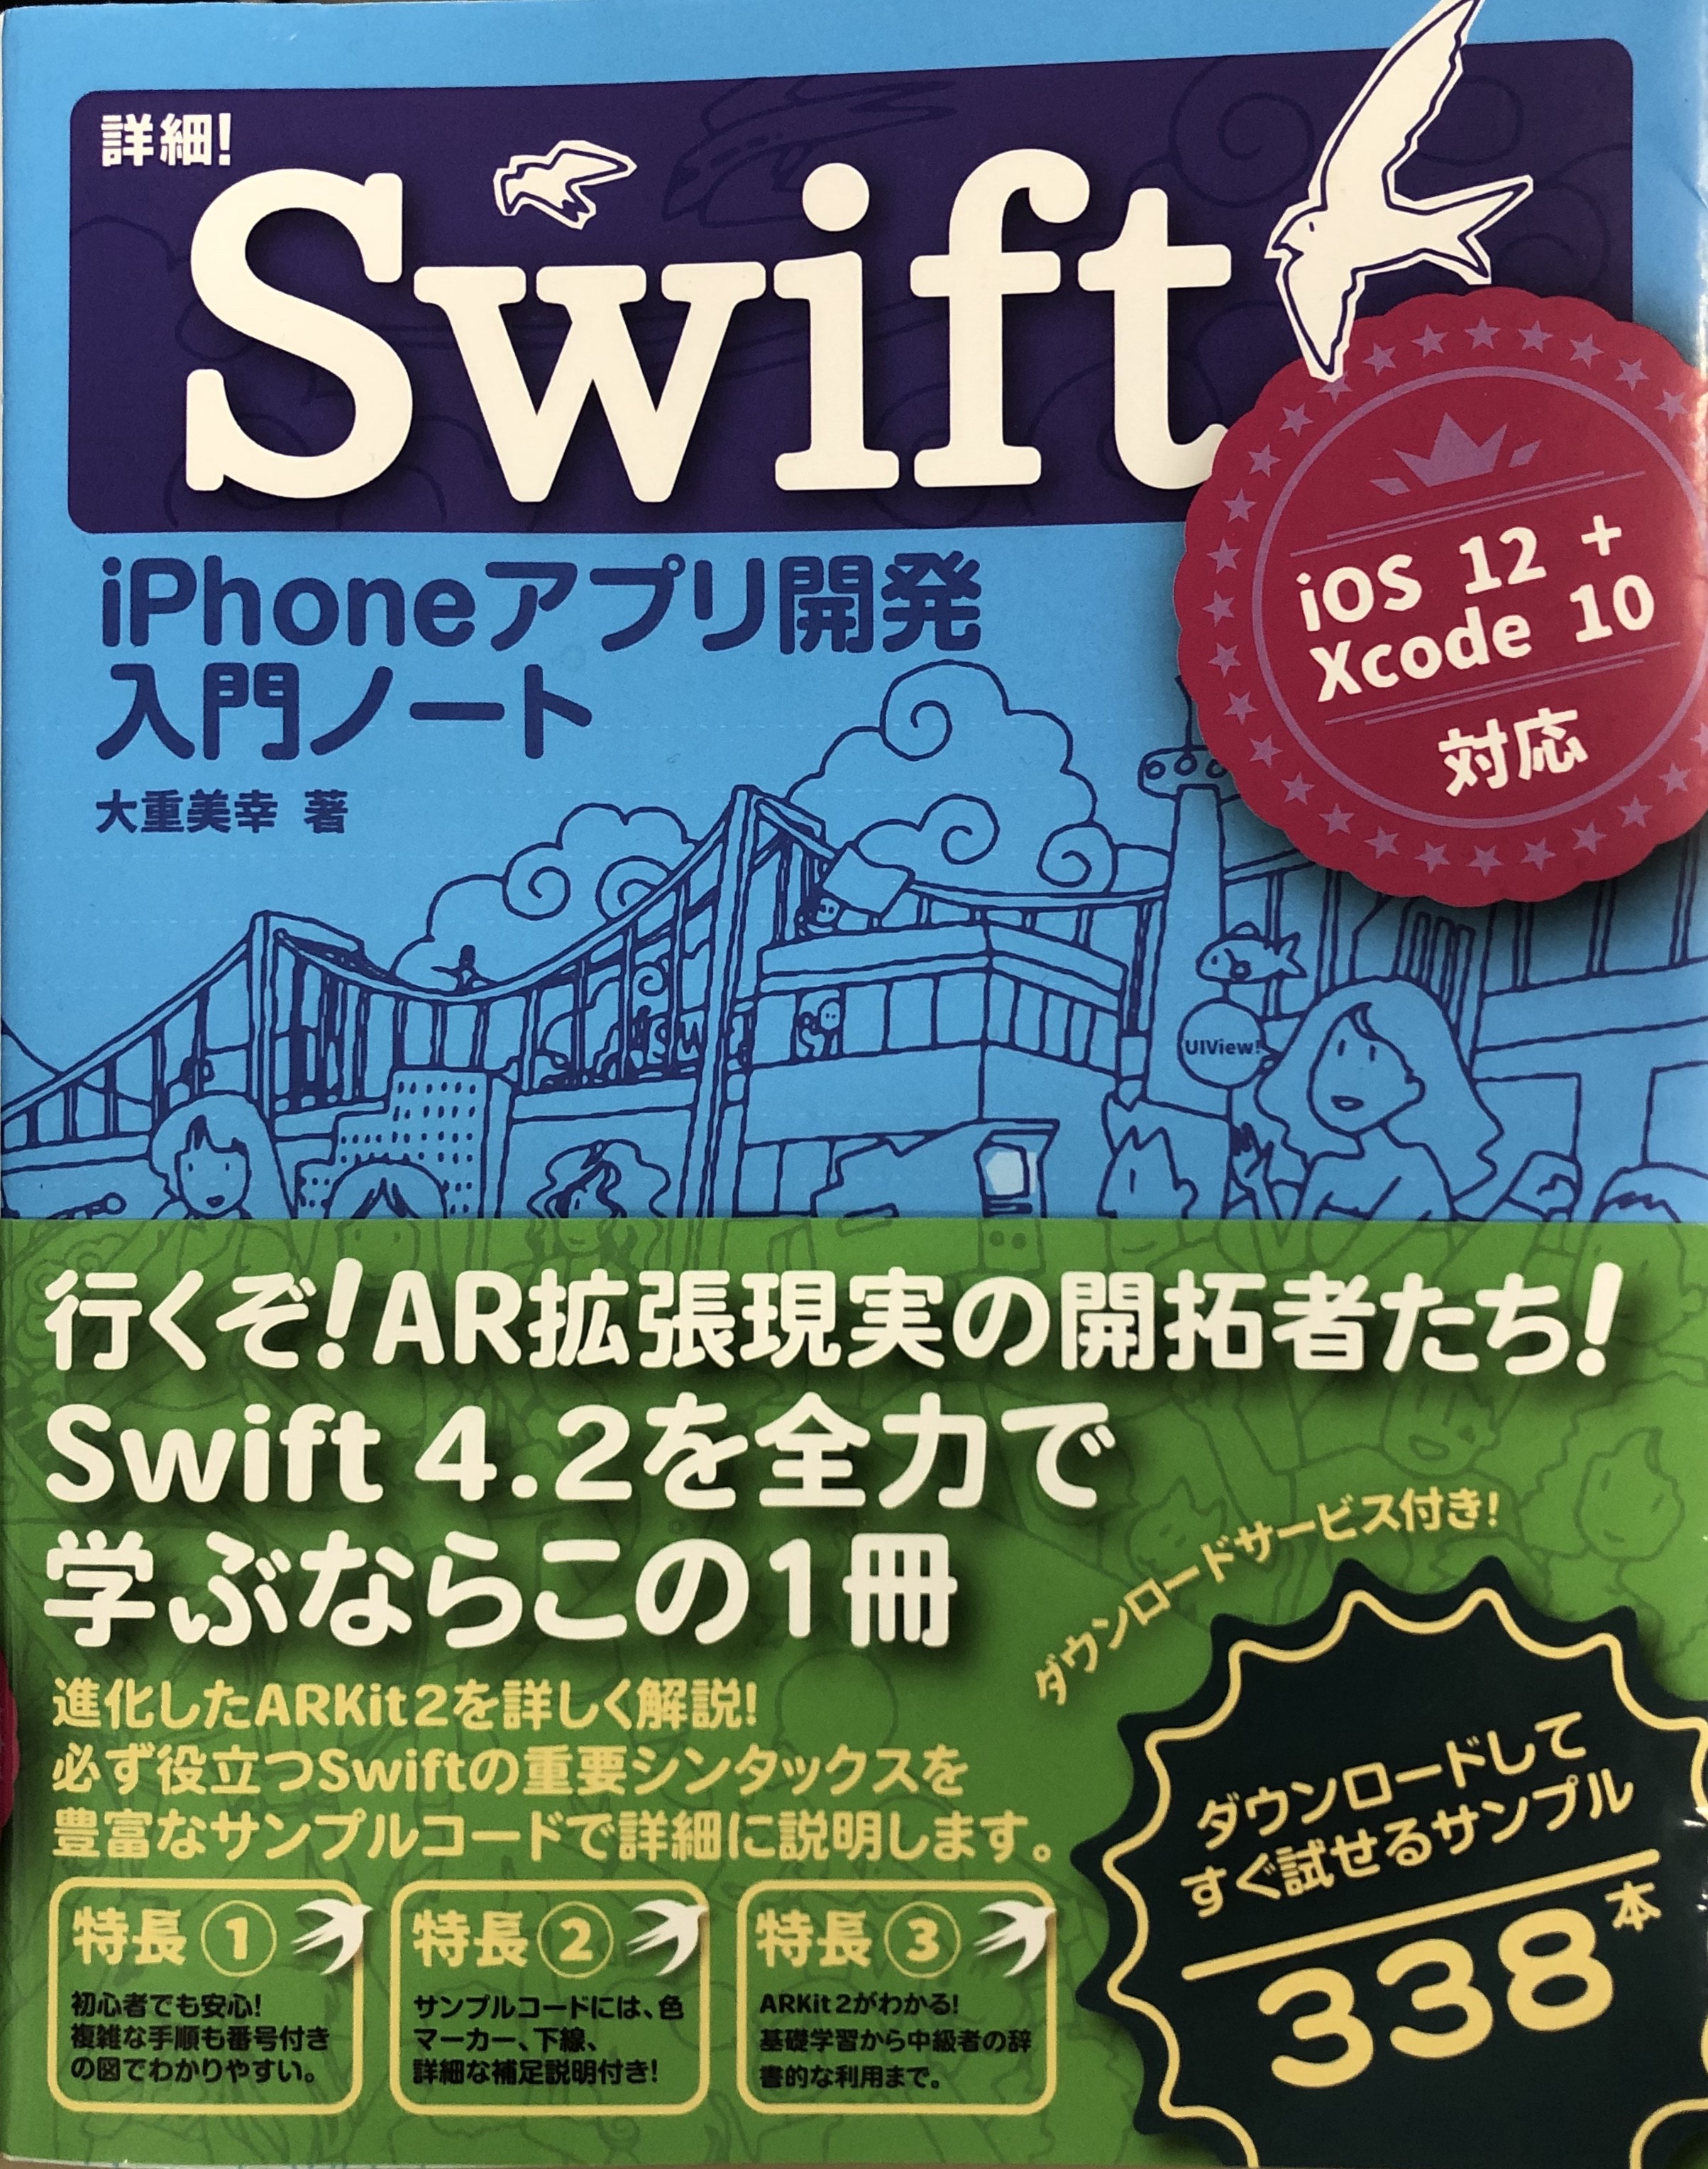 詳細!
Swift
iPhoneアプリ開発
入門ノート
大重美幸 著
iOS 12 +
Xcode 10
対応
UIView!
行くぞ!AR拡張現実の開拓者たち!
Swift 4.2を全力で
学ぶならこの1冊
進化したARKit2を詳しく解説!
必ず役立つSwiftの重要シンタックスを
豊富なサンプルコードで詳細に説明します。
特長①
初心者でも安心!
複雑な手順も番号付き
の図でわかりやすい。
特長②
サンプルコードには、色
マーカー、下線、
詳細な補足説明付き!
特長③
ARKit2がわかる!
基礎学習から中級者の辞
書的な利用まで。
ダウンロードサービス付き!
ダウンロードして
すぐ試せるサンプル
338本